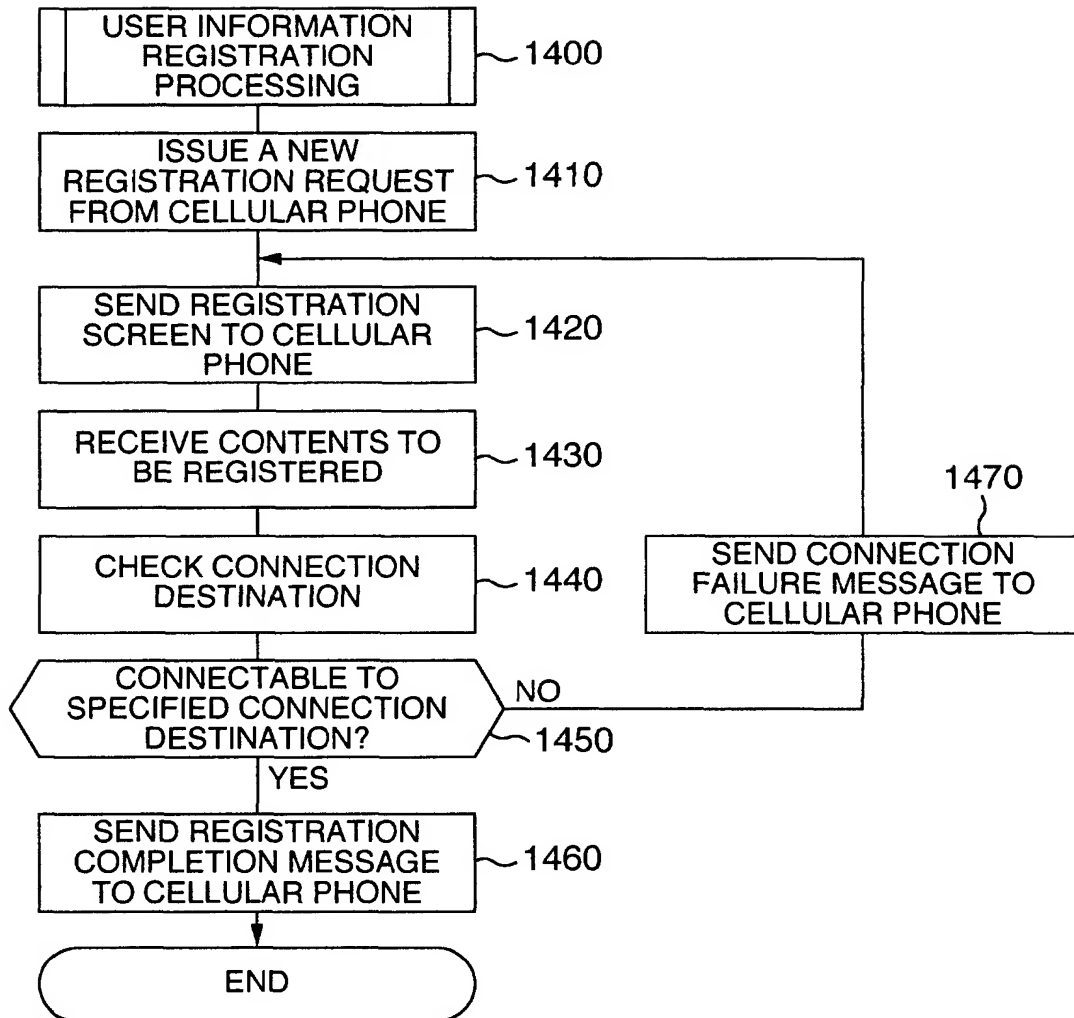 USER INFORMATION
REGISTRATION
PROCESSING
1400
ISSUE A NEW
REGISTRATION REQUEST
FROM CELLULAR PHONE
1410
SEND REGISTRATION
SCREEN TO CELLULAR
PHONE
1420
RECEIVE CONTENTS TO
BE REGISTERED
1430
CHECK CONNECTION
DESTINATION
1440
1470
SEND CONNECTION
FAILURE MESSAGE TO
CELLULAR PHONE
CONNECTABLE TO
SPECIFIED CONNECTION
DESTINATION?
NO
1450
YES
SEND REGISTRATION
COMPLETION MESSAGE
TO CELLULAR PHONE
1460
END